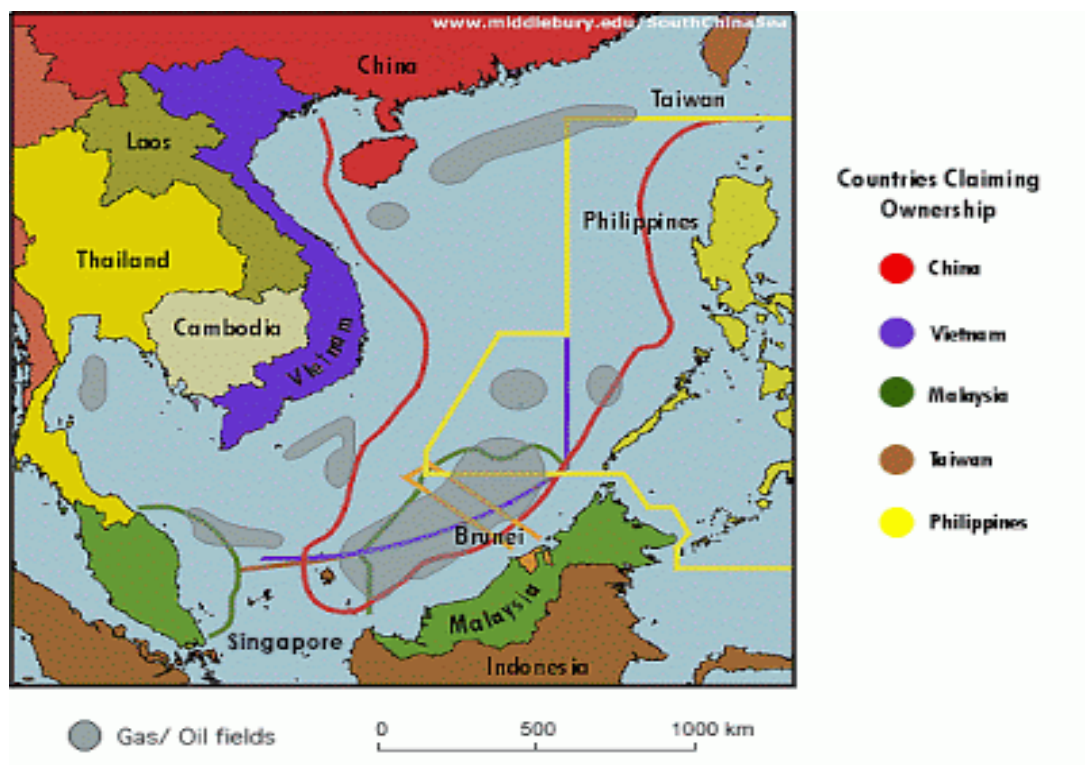 www.middlebury.edu/SouthChinaSea
China
Taiwan
Laos
Philippines
Thailand
Cambodia
Vietnam
Brunei
Malaysia
Singapore
Indonesia
Countries Claiming
Ownership
China
Vietnam
Malaysia
Taiwan
Philippines
Gas/ Oil fields
0 500 1000 km